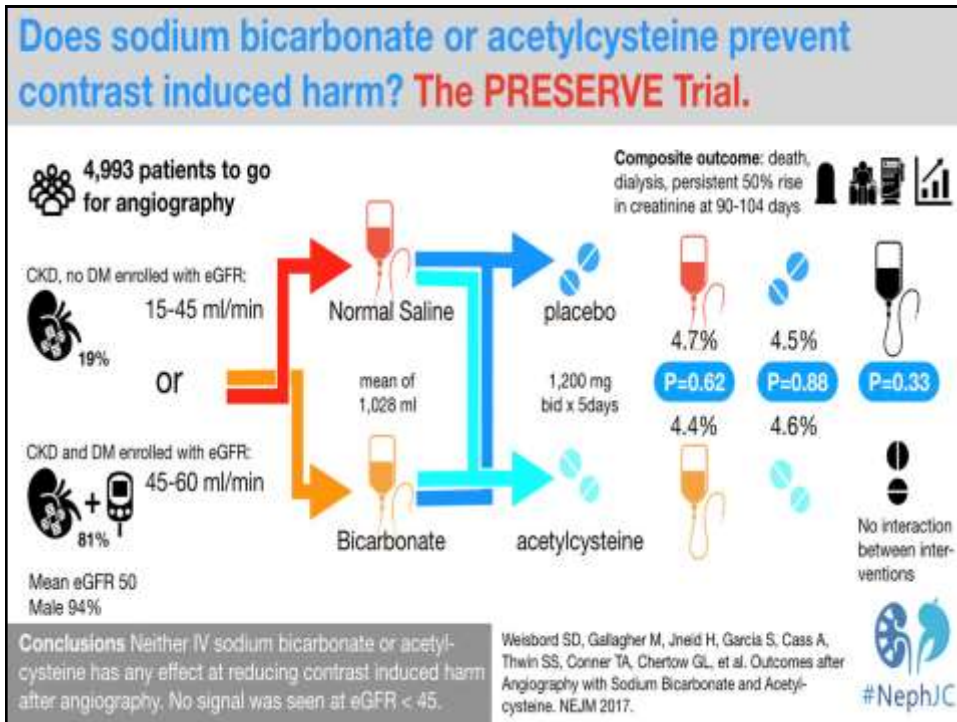 Does sodium bicarbonate or acetylcysteine prevent
contrast induced harm? The PRESERVE Trial.
4,993 patients to go
for angiography
CKD, no DM enrolled with eGFR:
15-45 ml/min
19%
or
CKD and DM enrolled with eGFR:
45-60 ml/min
+
81%
Mean eGFR 50
Male 94%
Normal Saline
mean of
1,028 ml
Bicarbonate
placebo
1,200 mg
bid x 5days
acetylcysteine
Composite outcome: death,
dialysis, persistent 50% rise
in creatinine at 90-104 days
4.7%
P=0.62
4.4%
4.5%
P=0.88
4.6%
P=0.33
No interaction
between inter-
ventions
Conclusions Neither IV sodium bicarbonate or acetyl-
cysteine has any effect at reducing contrast induced harm
after angiography. No signal was seen at eGFR < 45.
Weisbord SD, Gallagher M, Jneid H, Garcia S, Cass A,
Thwin SS, Conner TA, Chertow GL, et al. Outcomes after
Angiography with Sodium Bicarbonate and Acetyl-
cysteine. NEJM 2017.
#NephJC